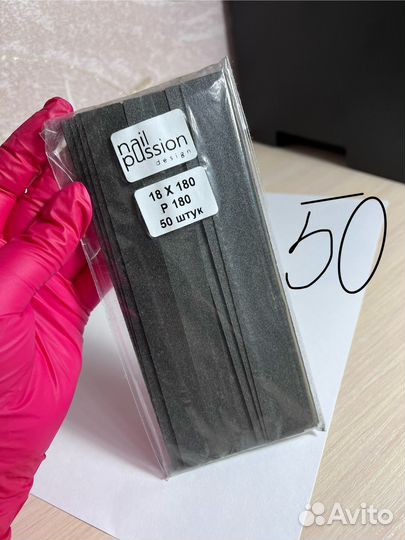 nail
passion
design
18 X 180
P 180
50 штук
50
Avito